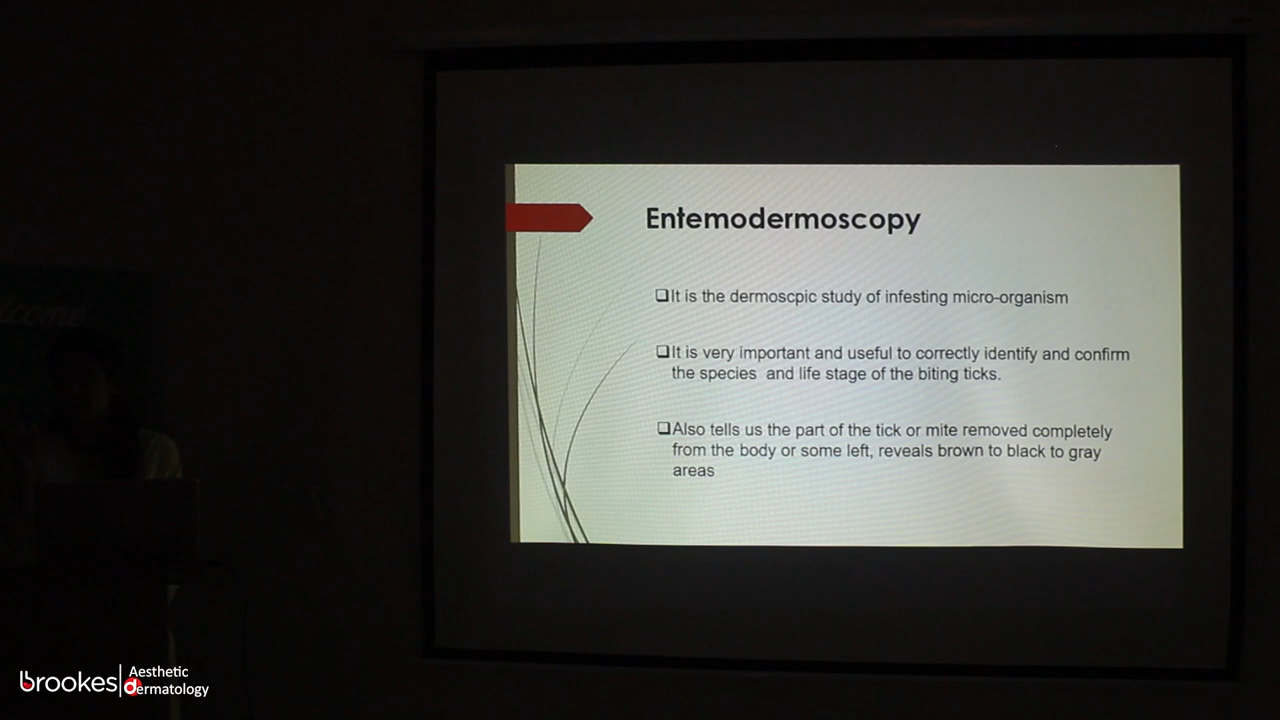 Entemodermoscopy
❑It is the dermoscpic study of infesting micro-organism
❑It is very important and useful to correctly identify and confirm
the species and life stage of the biting ticks.
❑Also tells us the part of the tick or mite removed completely
from the body or some left, reveals brown to black to gray
areas
brookes
Aesthetic
dermatology